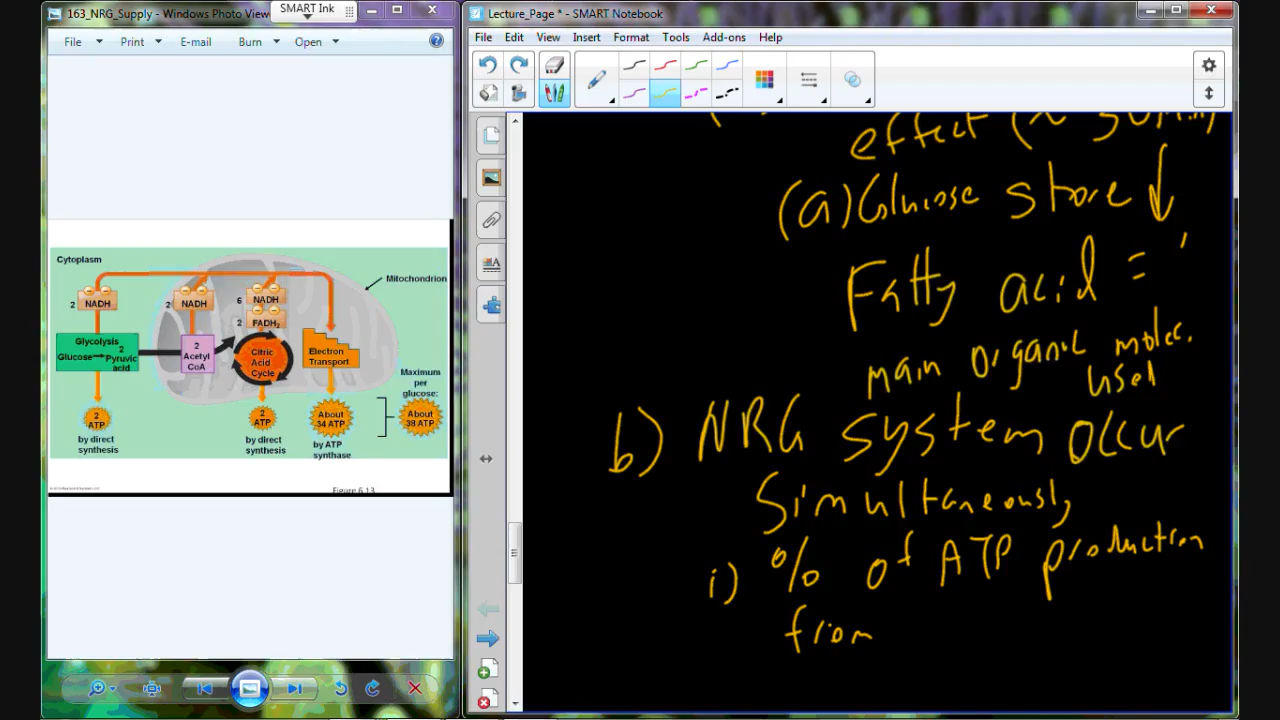 163_NRG_Supply - Windows Photo View
SMART Ink
File Print E-mail Burn Open
Cytoplasm
Mitochondrion
2 NADH
2 NADH
6 NADH
2 FADH2
Glycolysis
Glucose 2 Pyruvic acid
2 Acetyl CoA
Citric Acid Cycle
Electron Transport
Maximum per glucose:
2 ATP
2 ATP
About 34 ATP
About 38 ATP
by direct synthesis
by direct synthesis
by ATP synthase
Figure 6.13
Lecture_Page * - SMART Notebook
File Edit View Insert Format Tools Add-ons Help
effect (~
(a) Glucose store ↓
Fatty acid =
main organic molec.
used
b) NRG system occur
Simultaneously
i) % of ATP production
from